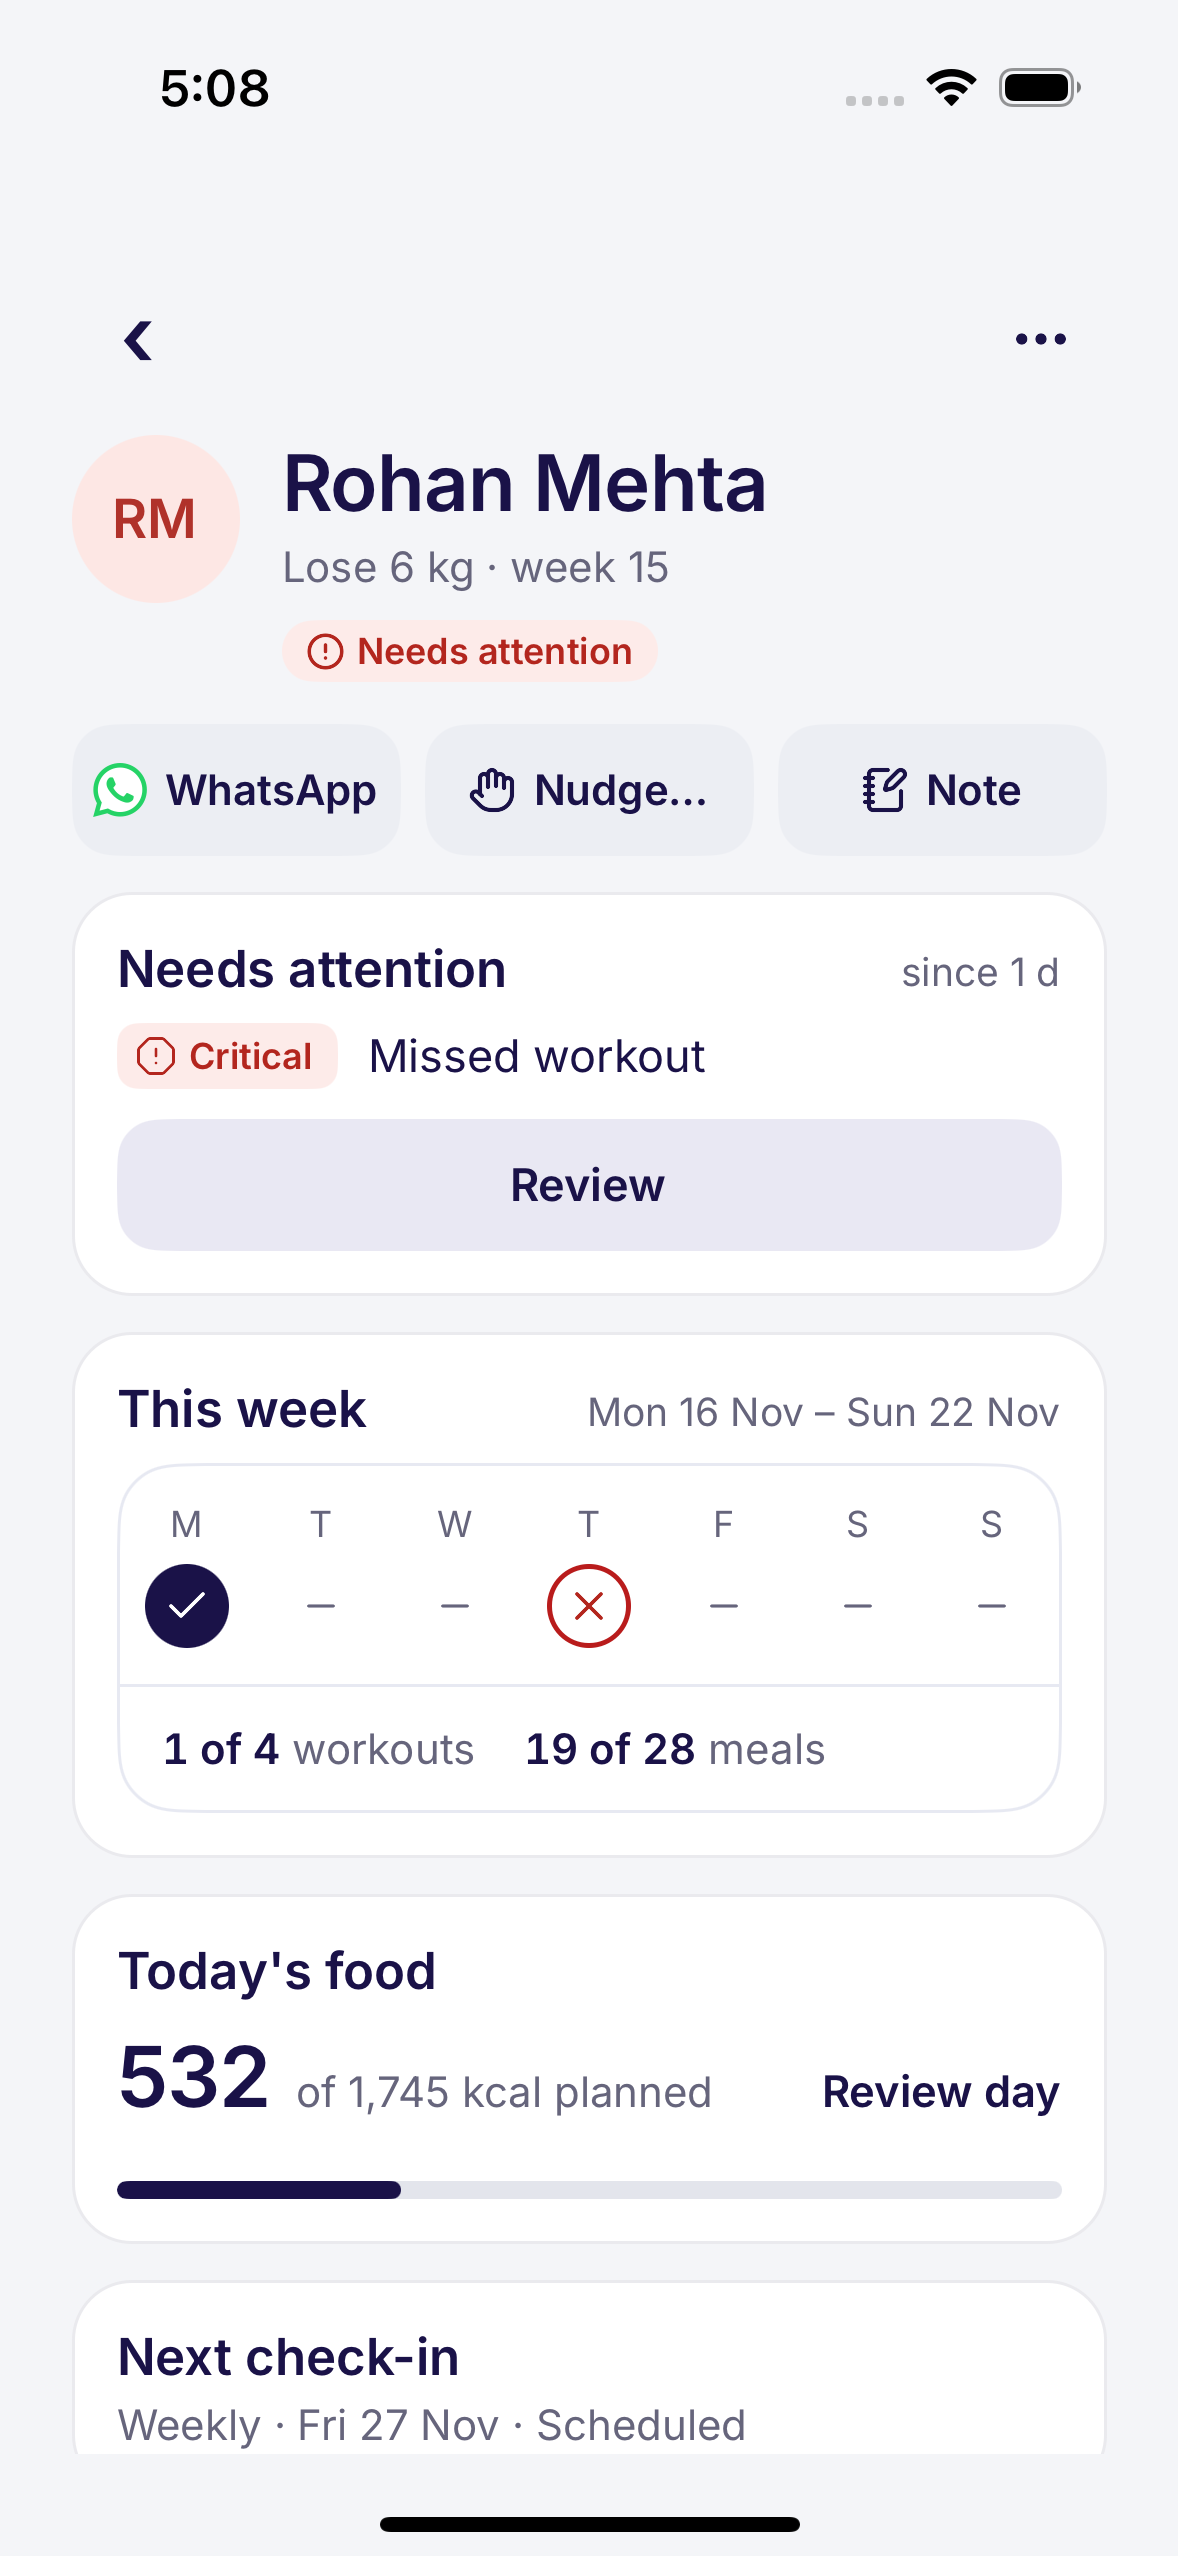 5:08
RM
Rohan Mehta
Lose 6 kg · week 15
Needs attention
WhatsApp
Nudge...
Note
Needs attention
since 1 d
Critical
Missed workout
Review
This week
Mon 16 Nov – Sun 22 Nov
M T W T F S S
1 of 4 workouts 19 of 28 meals
Today's food
532 of 1,745 kcal planned
Review day
Next check-in
Weekly · Fri 27 Nov · Scheduled